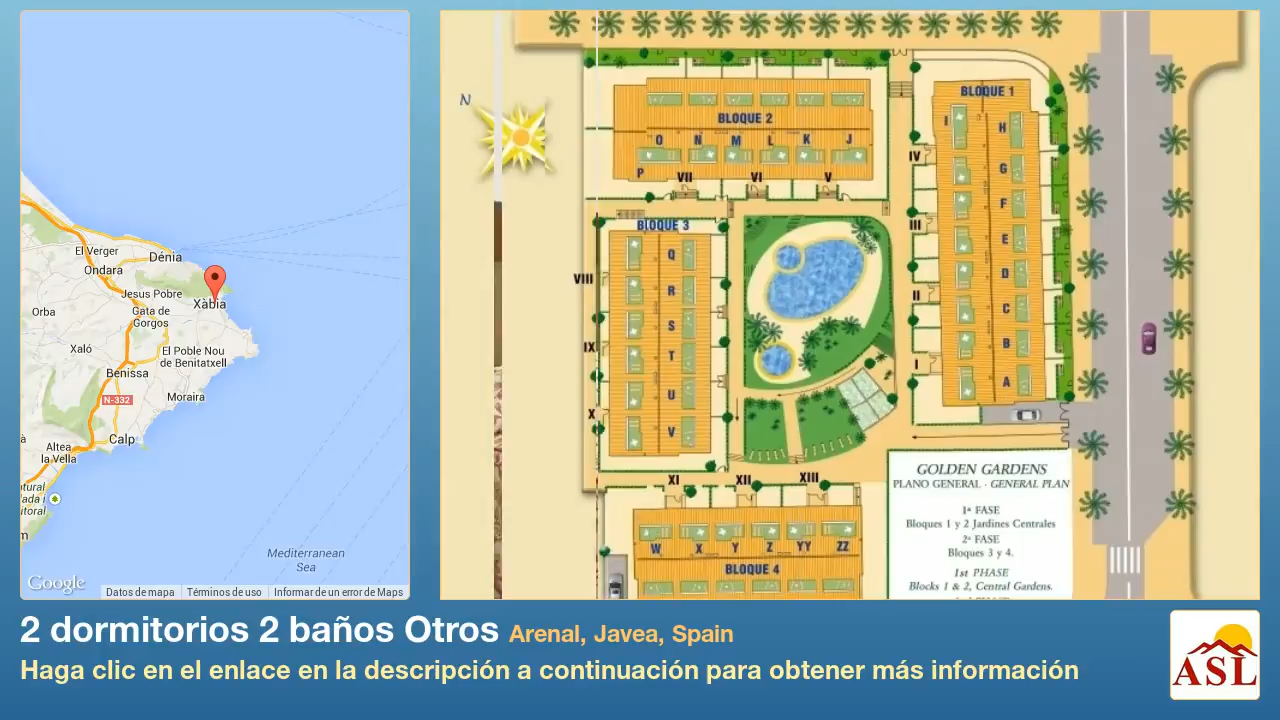 El Verger
Dénia
Ondara
Jesus Pobre
Xàbia
Orba
Gata de
Gorgos
Xaló
El Poble Nou
de Benitatxell
Benissa
N-332
Moraira
Calp
Altea
la Vella
Mediterranean
Sea
Google
Datos de mapa
Términos de uso
Informar de un error de Maps
N
BLOQUE 2
O N M L K J
P
VII VI V
BLOQUE 1
I
H
G
F
E
D
C
B
A
IV
III
II
I
BLOQUE 3
Q
R
S
T
U
V
VIII
IX
X
XI XII XIII
W X Y Z YY ZZ
BLOQUE 4
GOLDEN GARDENS
PLANO GENERAL · GENERAL PLAN
1ª FASE
Bloques 1 y 2 Jardines Centrales
2ª FASE
Bloques 3 y 4.
1st PHASE
Blocks 1 & 2, Central Gardens.
2 dormitorios 2 baños Otros Arenal, Javea, Spain
Haga clic en el enlace en la descripción a continuación para obtener más información
ASL